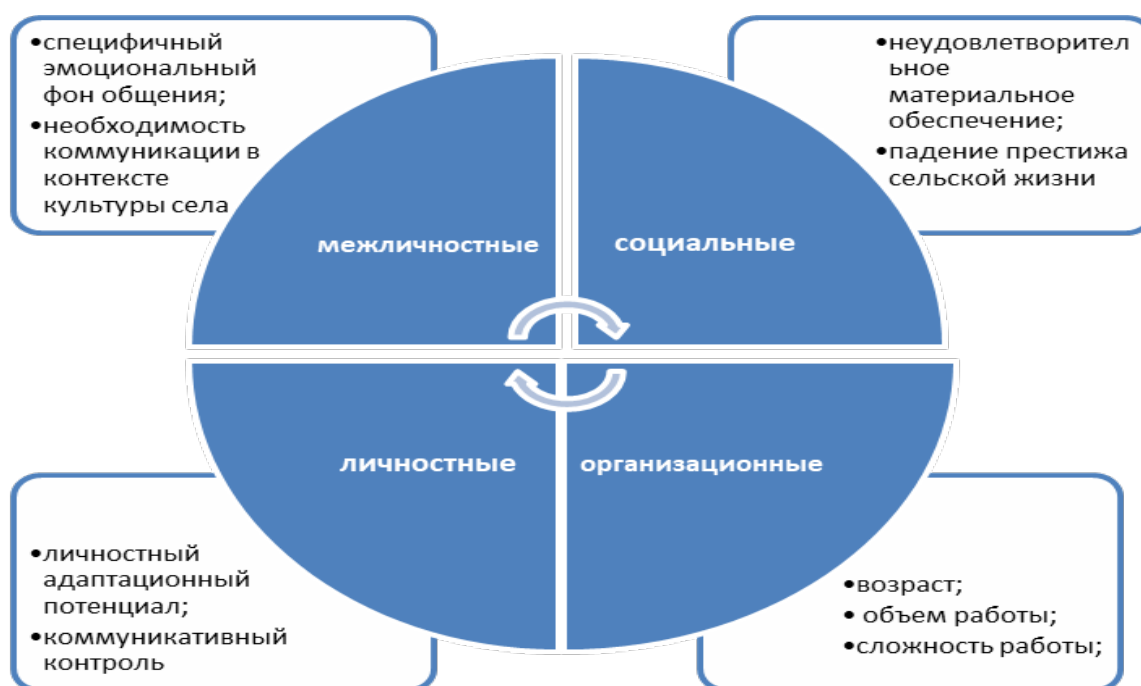 •специфичный
эмоциональный
фон общения;
•необходимость
коммуникации в
контексте
культуры села
•неудовлетворител
ьное
материальное
обеспечение;
•падение престижа
сельской жизни
межличностные
социальные
личностные
организационные
•личностный
адаптационный
потенциал;
•коммуникативный
контроль
•возраст;
• объем работы;
•сложность работы;